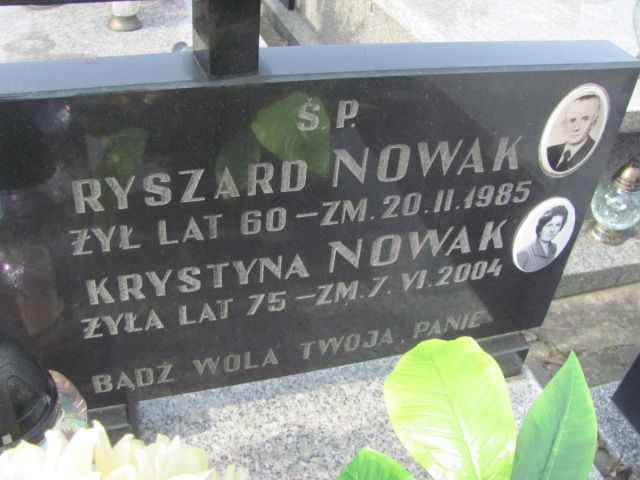 Ś.P.
RYSZARD NOWAK
ŻYŁ LAT 60 – ZM. 20.II.1985
KRYSTYNA NOWAK
ŻYŁA LAT 75 – ZM. 7.VI.2004
BĄDŹ WOLA TWOJA, PANIE